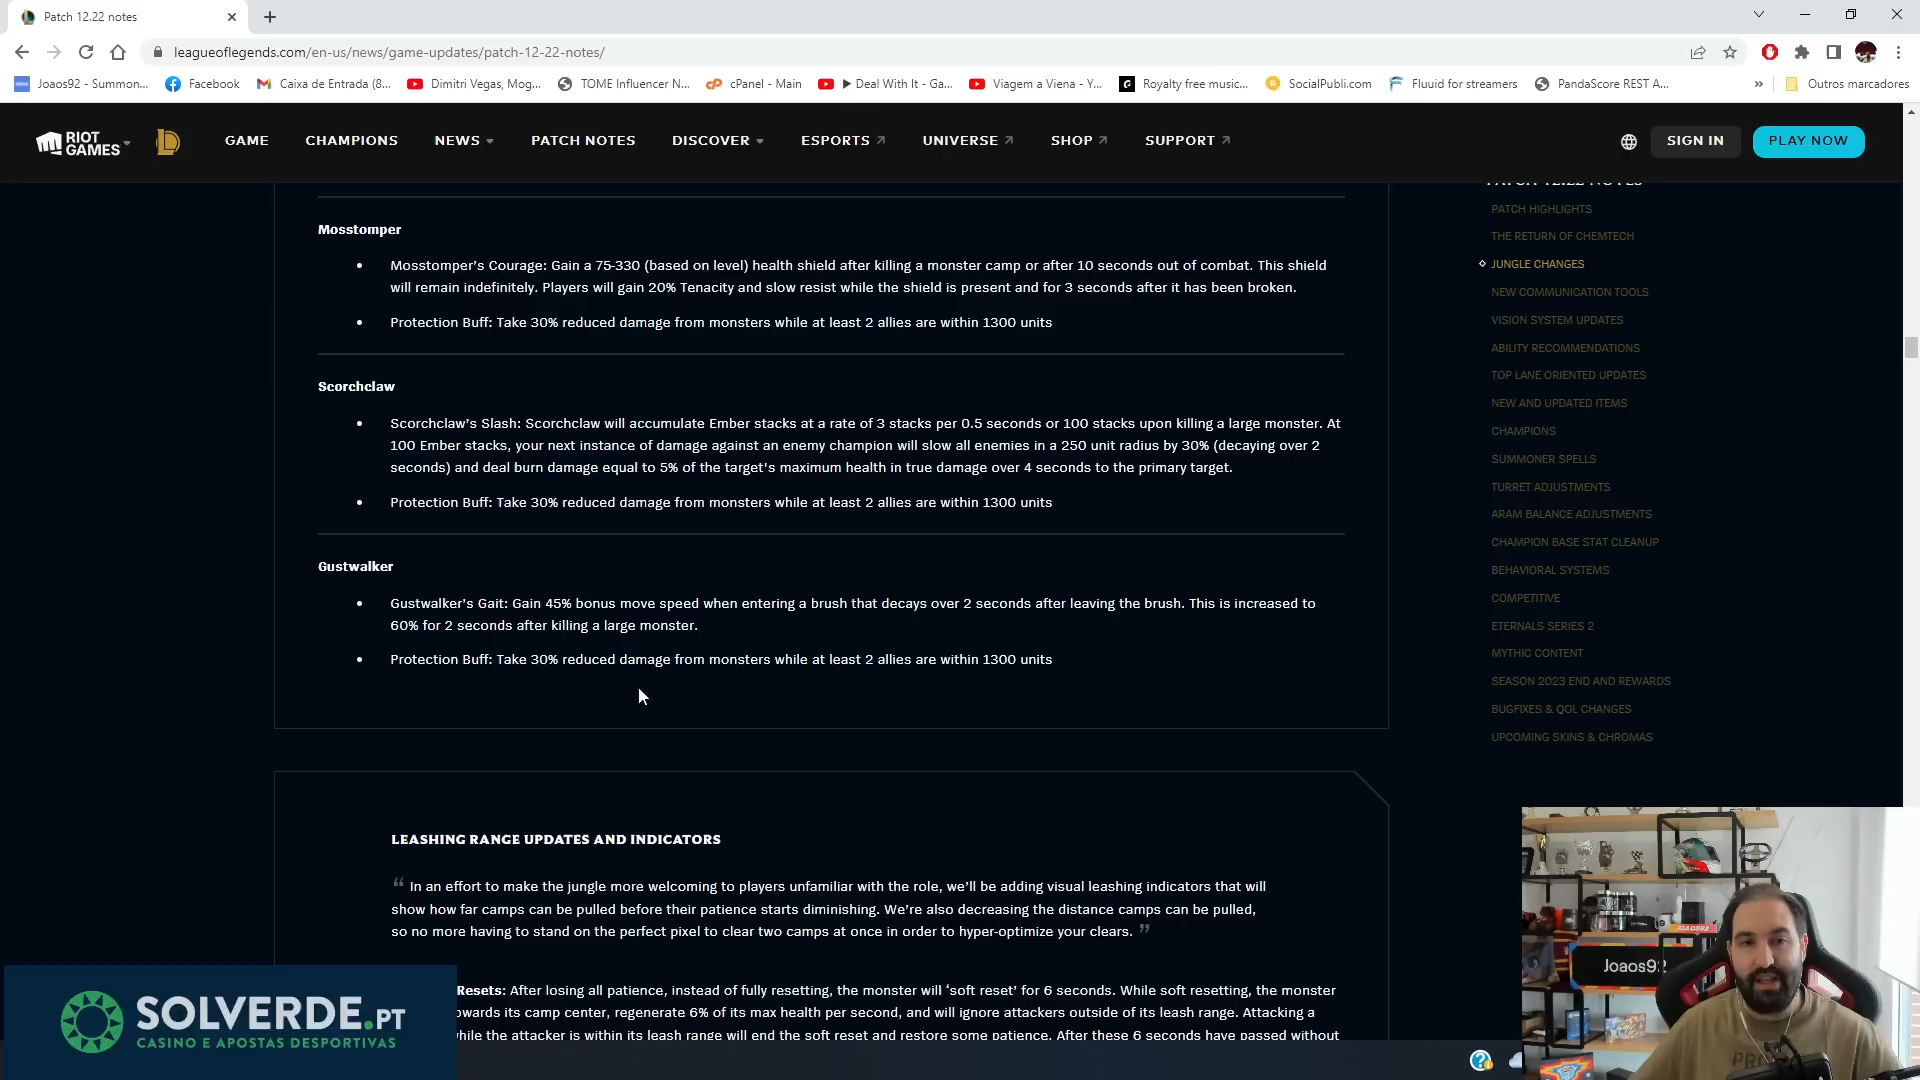 Patch 12.22 notes
leagueoflegends.com/en-us/news/game-updates/patch-12-22-notes/
Joaos92 - Summon... Facebook Caixa de Entrada (8... Dimitri Vegas, Mog... TOME Influencer N... cPanel - Main ▶ Deal With It - Ga... Viagem a Viena - Y... Royalty free music... SocialPubli.com Fluuid for streamers PandaScore REST A... » Outros marcadores
RIOT GAMES GAME CHAMPIONS NEWS PATCH NOTES DISCOVER ESPORTS UNIVERSE SHOP SUPPORT SIGN IN PLAY NOW
Mosstomper
• Mosstomper's Courage: Gain a 75-330 (based on level) health shield after killing a monster camp or after 10 seconds out of combat. This shield
will remain indefinitely. Players will gain 20% Tenacity and slow resist while the shield is present and for 3 seconds after it has been broken.
• Protection Buff: Take 30% reduced damage from monsters while at least 2 allies are within 1300 units
Scorchclaw
• Scorchclaw's Slash: Scorchclaw will accumulate Ember stacks at a rate of 3 stacks per 0.5 seconds or 100 stacks upon killing a large monster. At
100 Ember stacks, your next instance of damage against an enemy champion will slow all enemies in a 250 unit radius by 30% (decaying over 2
seconds) and deal burn damage equal to 5% of the target's maximum health in true damage over 4 seconds to the primary target.
• Protection Buff: Take 30% reduced damage from monsters while at least 2 allies are within 1300 units
Gustwalker
• Gustwalker's Gait: Gain 45% bonus move speed when entering a brush that decays over 2 seconds after leaving the brush. This is increased to
60% for 2 seconds after killing a large monster.
• Protection Buff: Take 30% reduced damage from monsters while at least 2 allies are within 1300 units
LEASHING RANGE UPDATES AND INDICATORS
“ In an effort to make the jungle more welcoming to players unfamiliar with the role, we'll be adding visual leashing indicators that will
show how far camps can be pulled before their patience starts diminishing. We're also decreasing the distance camps can be pulled,
so no more having to stand on the perfect pixel to clear two camps at once in order to hyper-optimize your clears. ”
Resets: After losing all patience, instead of fully resetting, the monster will ‘soft reset’ for 6 seconds. While soft resetting, the monster
owards its camp center, regenerate 6% of its max health per second, and will ignore attackers outside of its leash range. Attacking a
while the attacker is within its leash range will end the soft reset and restore some patience. After these 6 seconds have passed without
PATCH 12.22 NOTES
PATCH HIGHLIGHTS
THE RETURN OF CHEMTECH
JUNGLE CHANGES
NEW COMMUNICATION TOOLS
VISION SYSTEM UPDATES
ABILITY RECOMMENDATIONS
TOP LANE ORIENTED UPDATES
NEW AND UPDATED ITEMS
CHAMPIONS
SUMMONER SPELLS
TURRET ADJUSTMENTS
ARAM BALANCE ADJUSTMENTS
CHAMPION BASE STAT CLEANUP
BEHAVIORAL SYSTEMS
COMPETITIVE
ETERNALS SERIES 2
MYTHIC CONTENT
SEASON 2023 END AND REWARDS
BUGFIXES & QOL CHANGES
UPCOMING SKINS & CHROMAS
SOLVERDE.PT
CASINO E APOSTAS DESPORTIVAS
JOAOS92
Joaos92